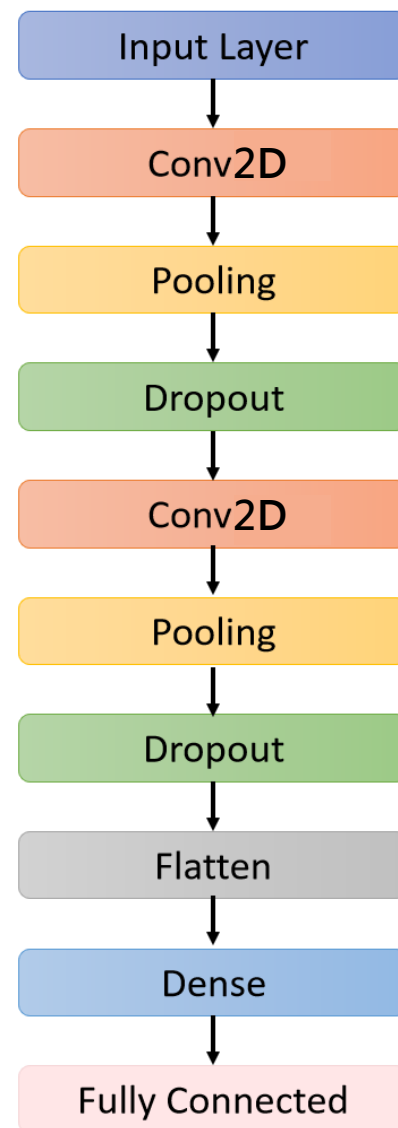 Input Layer
Conv2D
Pooling
Dropout
Conv2D
Pooling
Dropout
Flatten
Dense
Fully Connected